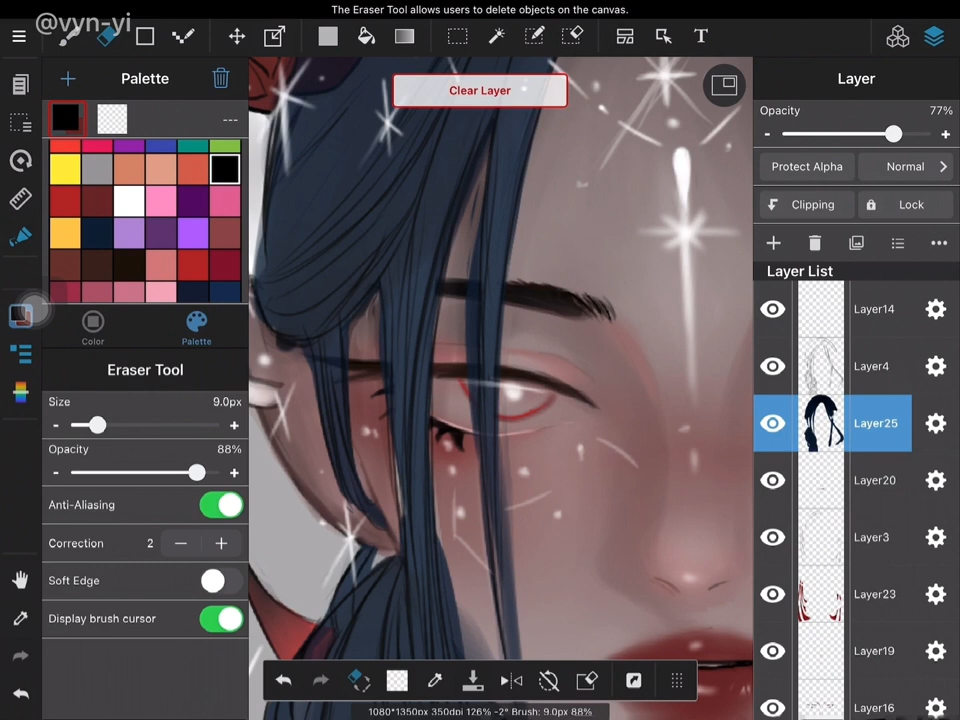 The Eraser Tool allows users to delete objects on the canvas.
@vyn-yi
T
Palette
Clear Layer
Layer
---
Opacity 77%
- +
Protect Alpha Normal
Clipping Lock
Layer List
Layer14
Layer4
Layer25
Layer20
Layer3
Layer23
Layer19
Layer16
Color Palette
Eraser Tool
Size 9.0px
- +
Opacity 88%
- +
Anti-Aliasing
Correction 2
Soft Edge
Display brush cursor
1080*1350px 350dpi 126% -2° Brush: 9.0px 88%